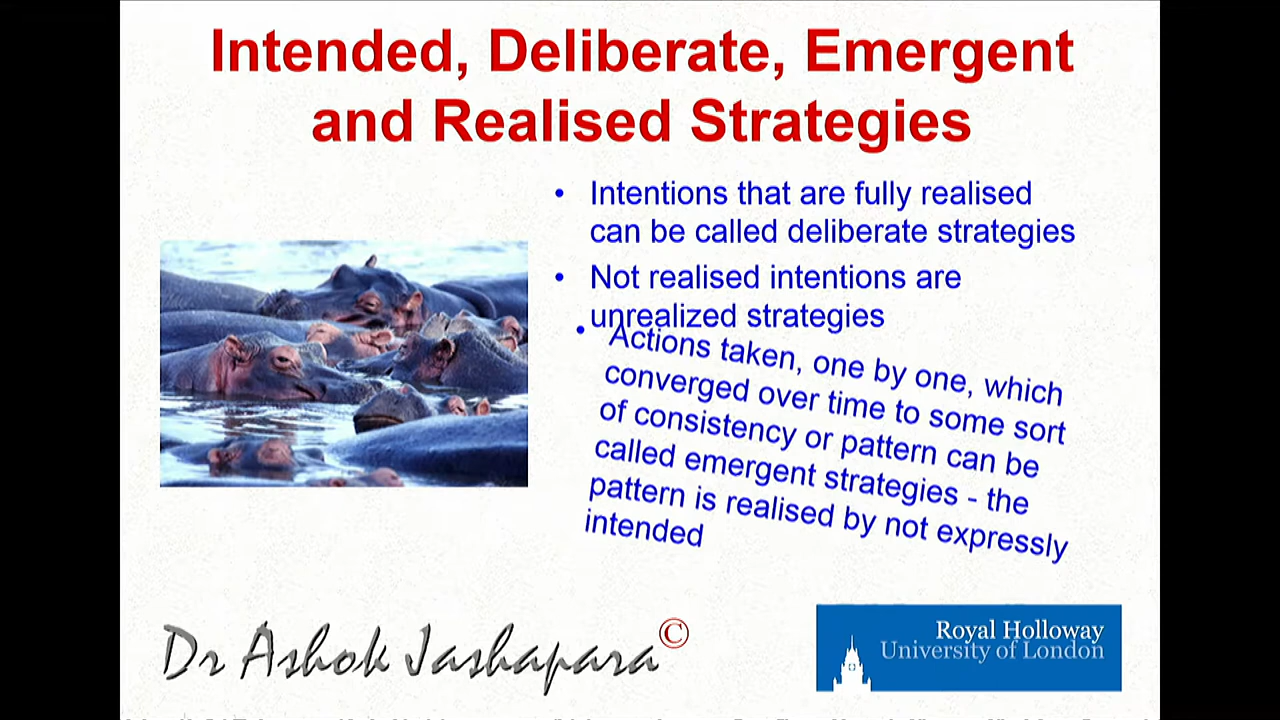 Intended, Deliberate, Emergent
and Realised Strategies
• Intentions that are fully realised
can be called deliberate strategies
• Not realised intentions are
unrealized strategies
• Actions taken, one by one, which
converged over time to some sort
of consistency or pattern can be
called emergent strategies - the
pattern is realised by not expressly
intended
Dr Ashok Jashapara©
Royal Holloway
University of London